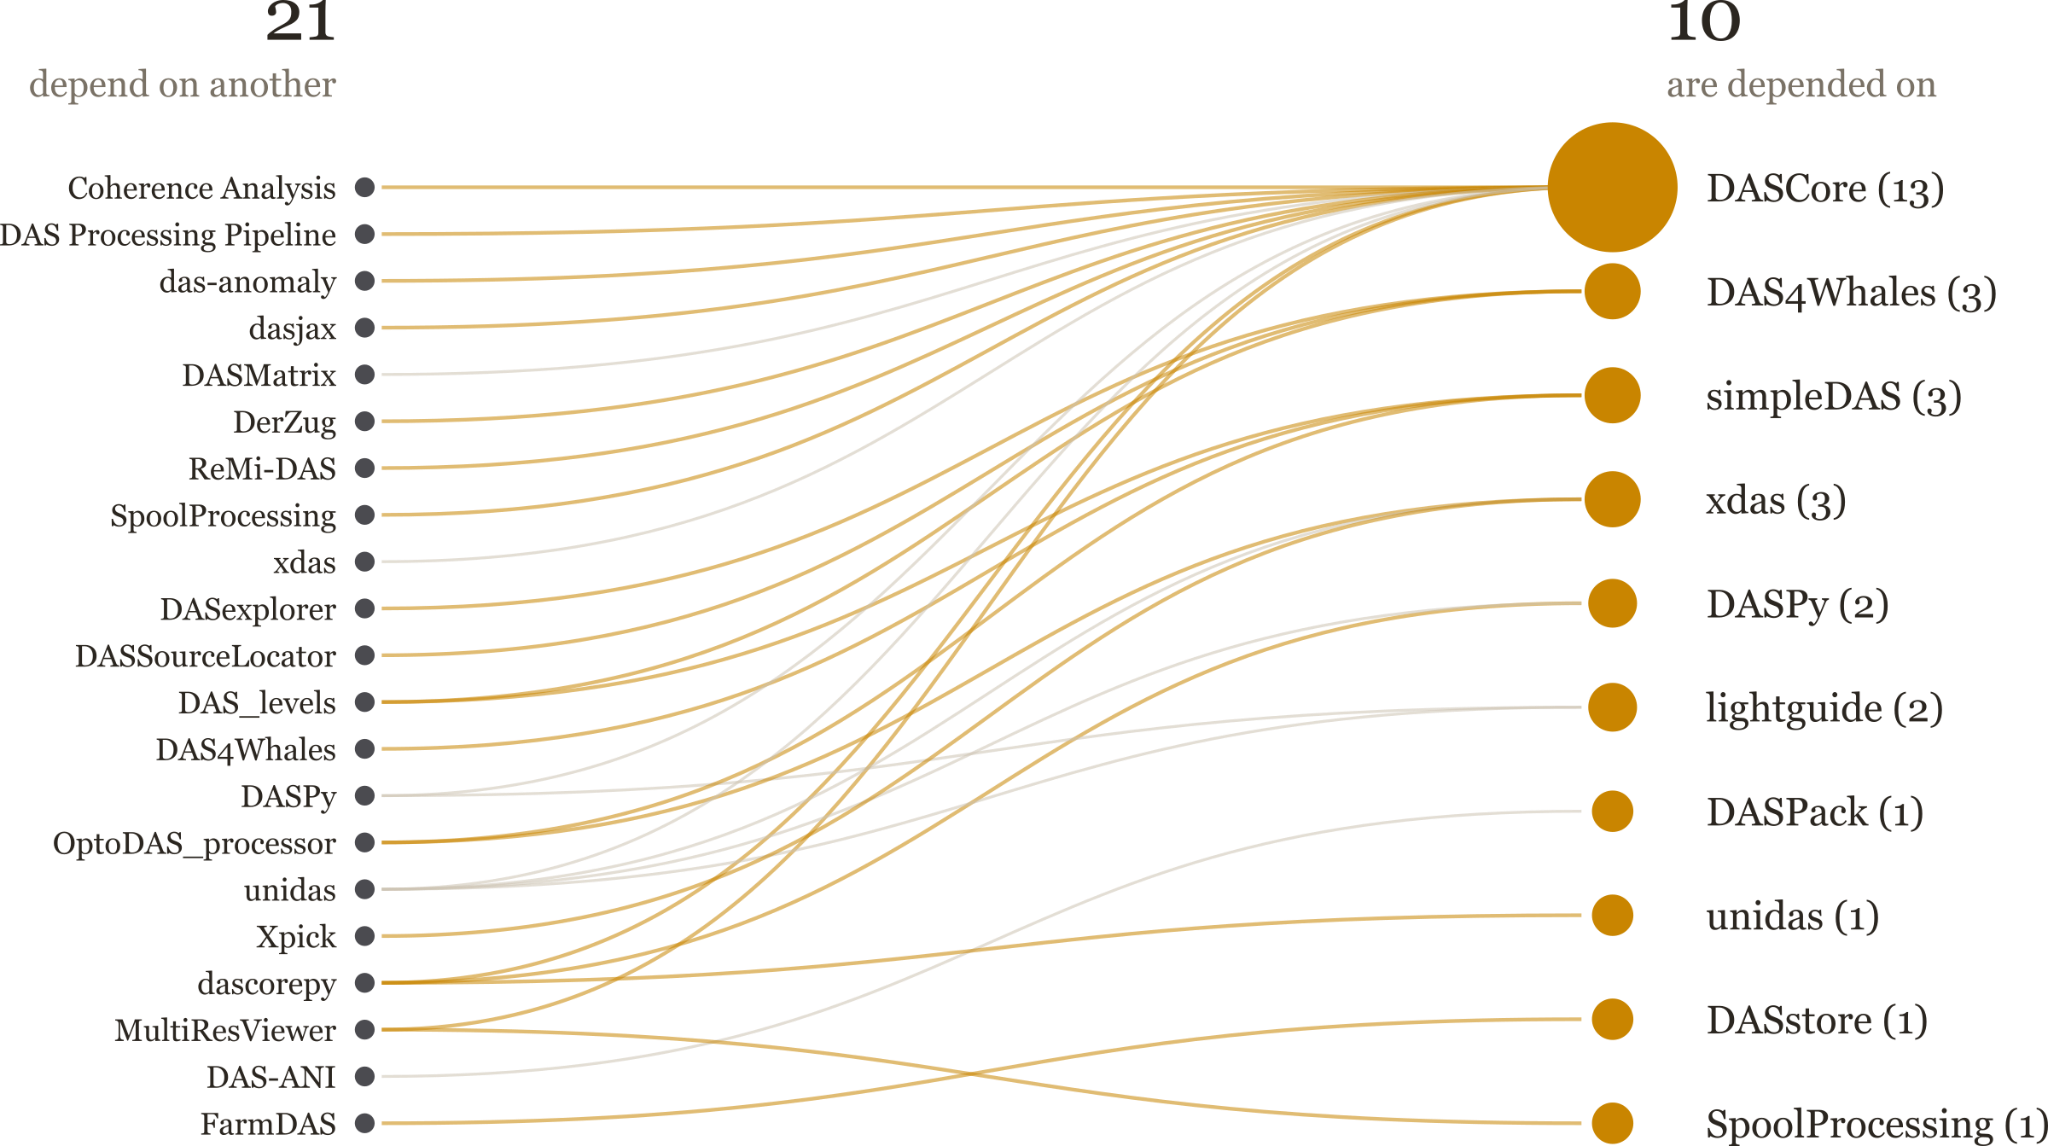 21
depend on another
10
are depended on
Coherence Analysis
DAS Processing Pipeline
das-anomaly
dasjax
DASMatrix
DerZug
ReMi-DAS
SpoolProcessing
xdas
DASexplorer
DASSourceLocator
DAS_levels
DAS4Whales
DASPy
OptoDAS_processor
unidas
Xpick
dascorepy
MultiResViewer
DAS-ANI
FarmDAS
DASCore (13)
DAS4Whales (3)
simpleDAS (3)
xdas (3)
DASPy (2)
lightguide (2)
DASPack (1)
unidas (1)
DASstore (1)
SpoolProcessing (1)